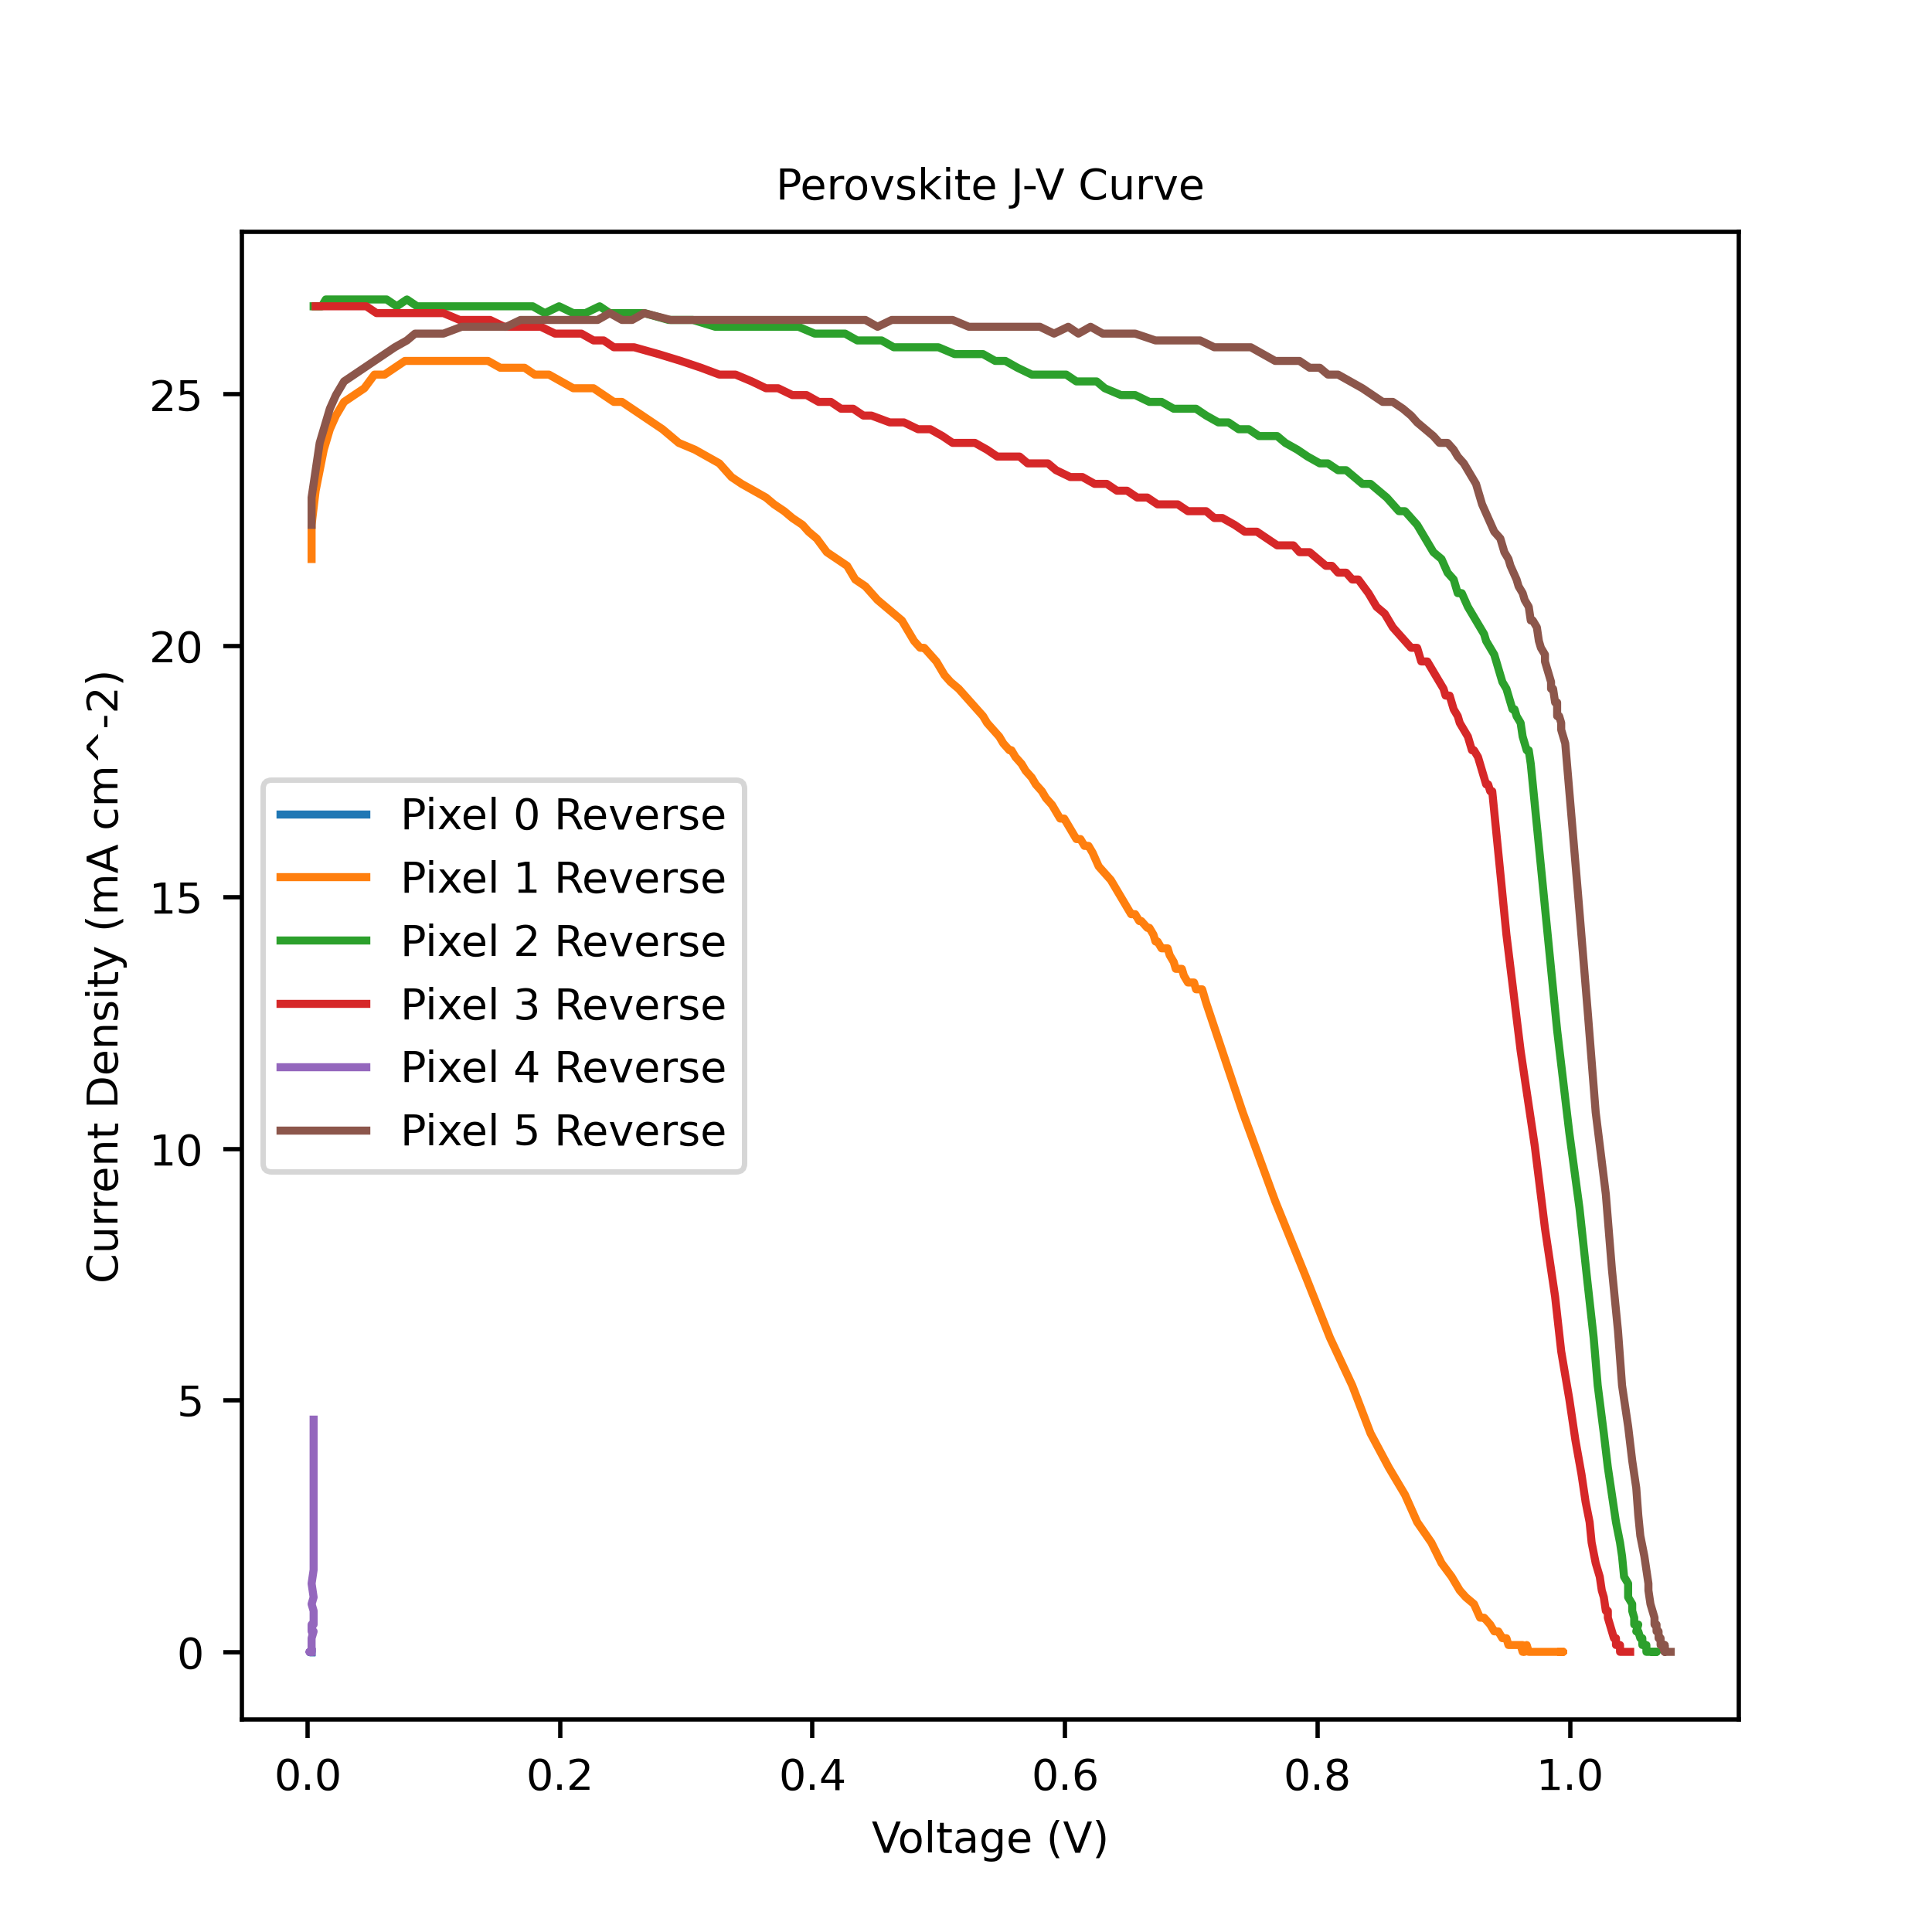 Perovskite J-V Curve
Current Density (mA cm^-2)
25
20
15
10
5
0
Pixel 0 Reverse
Pixel 1 Reverse
Pixel 2 Reverse
Pixel 3 Reverse
Pixel 4 Reverse
Pixel 5 Reverse
0.0 0.2 0.4 0.6 0.8 1.0
Voltage (V)